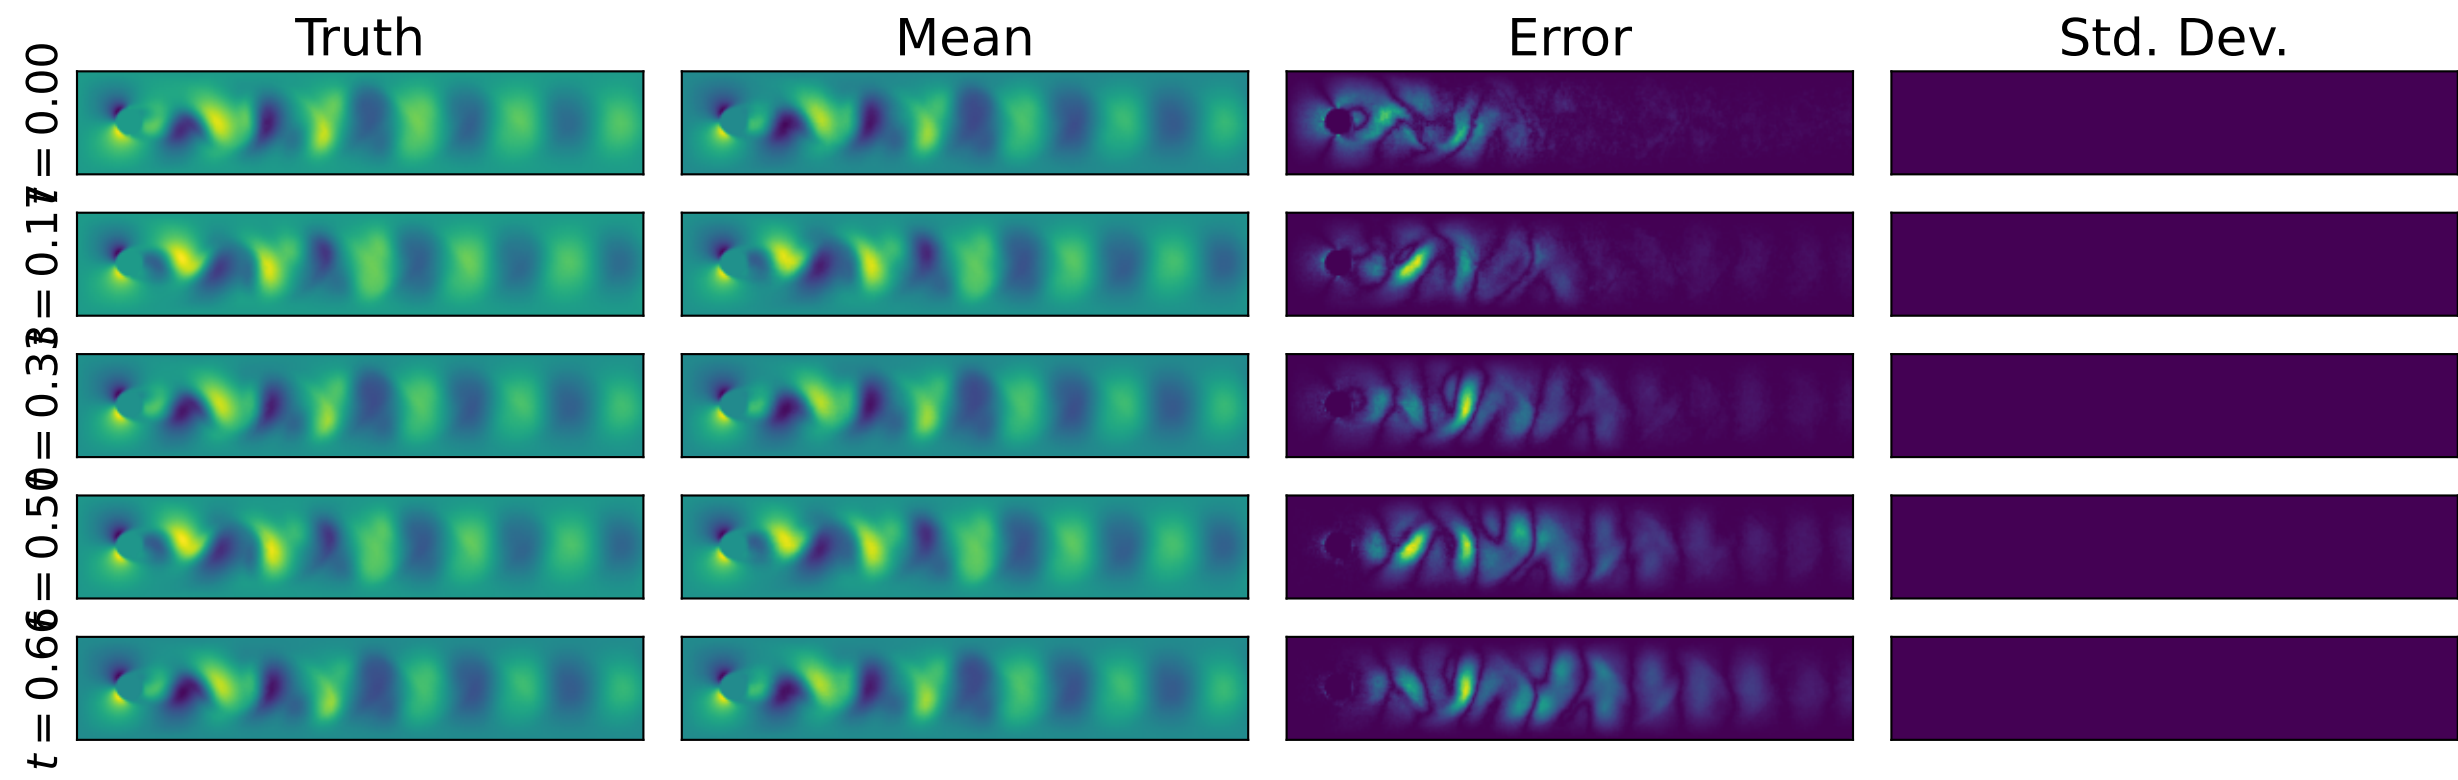 Truth Mean Error Std. Dev.
t = 0.00
t = 0.17
t = 0.33
t = 0.50
t = 0.66